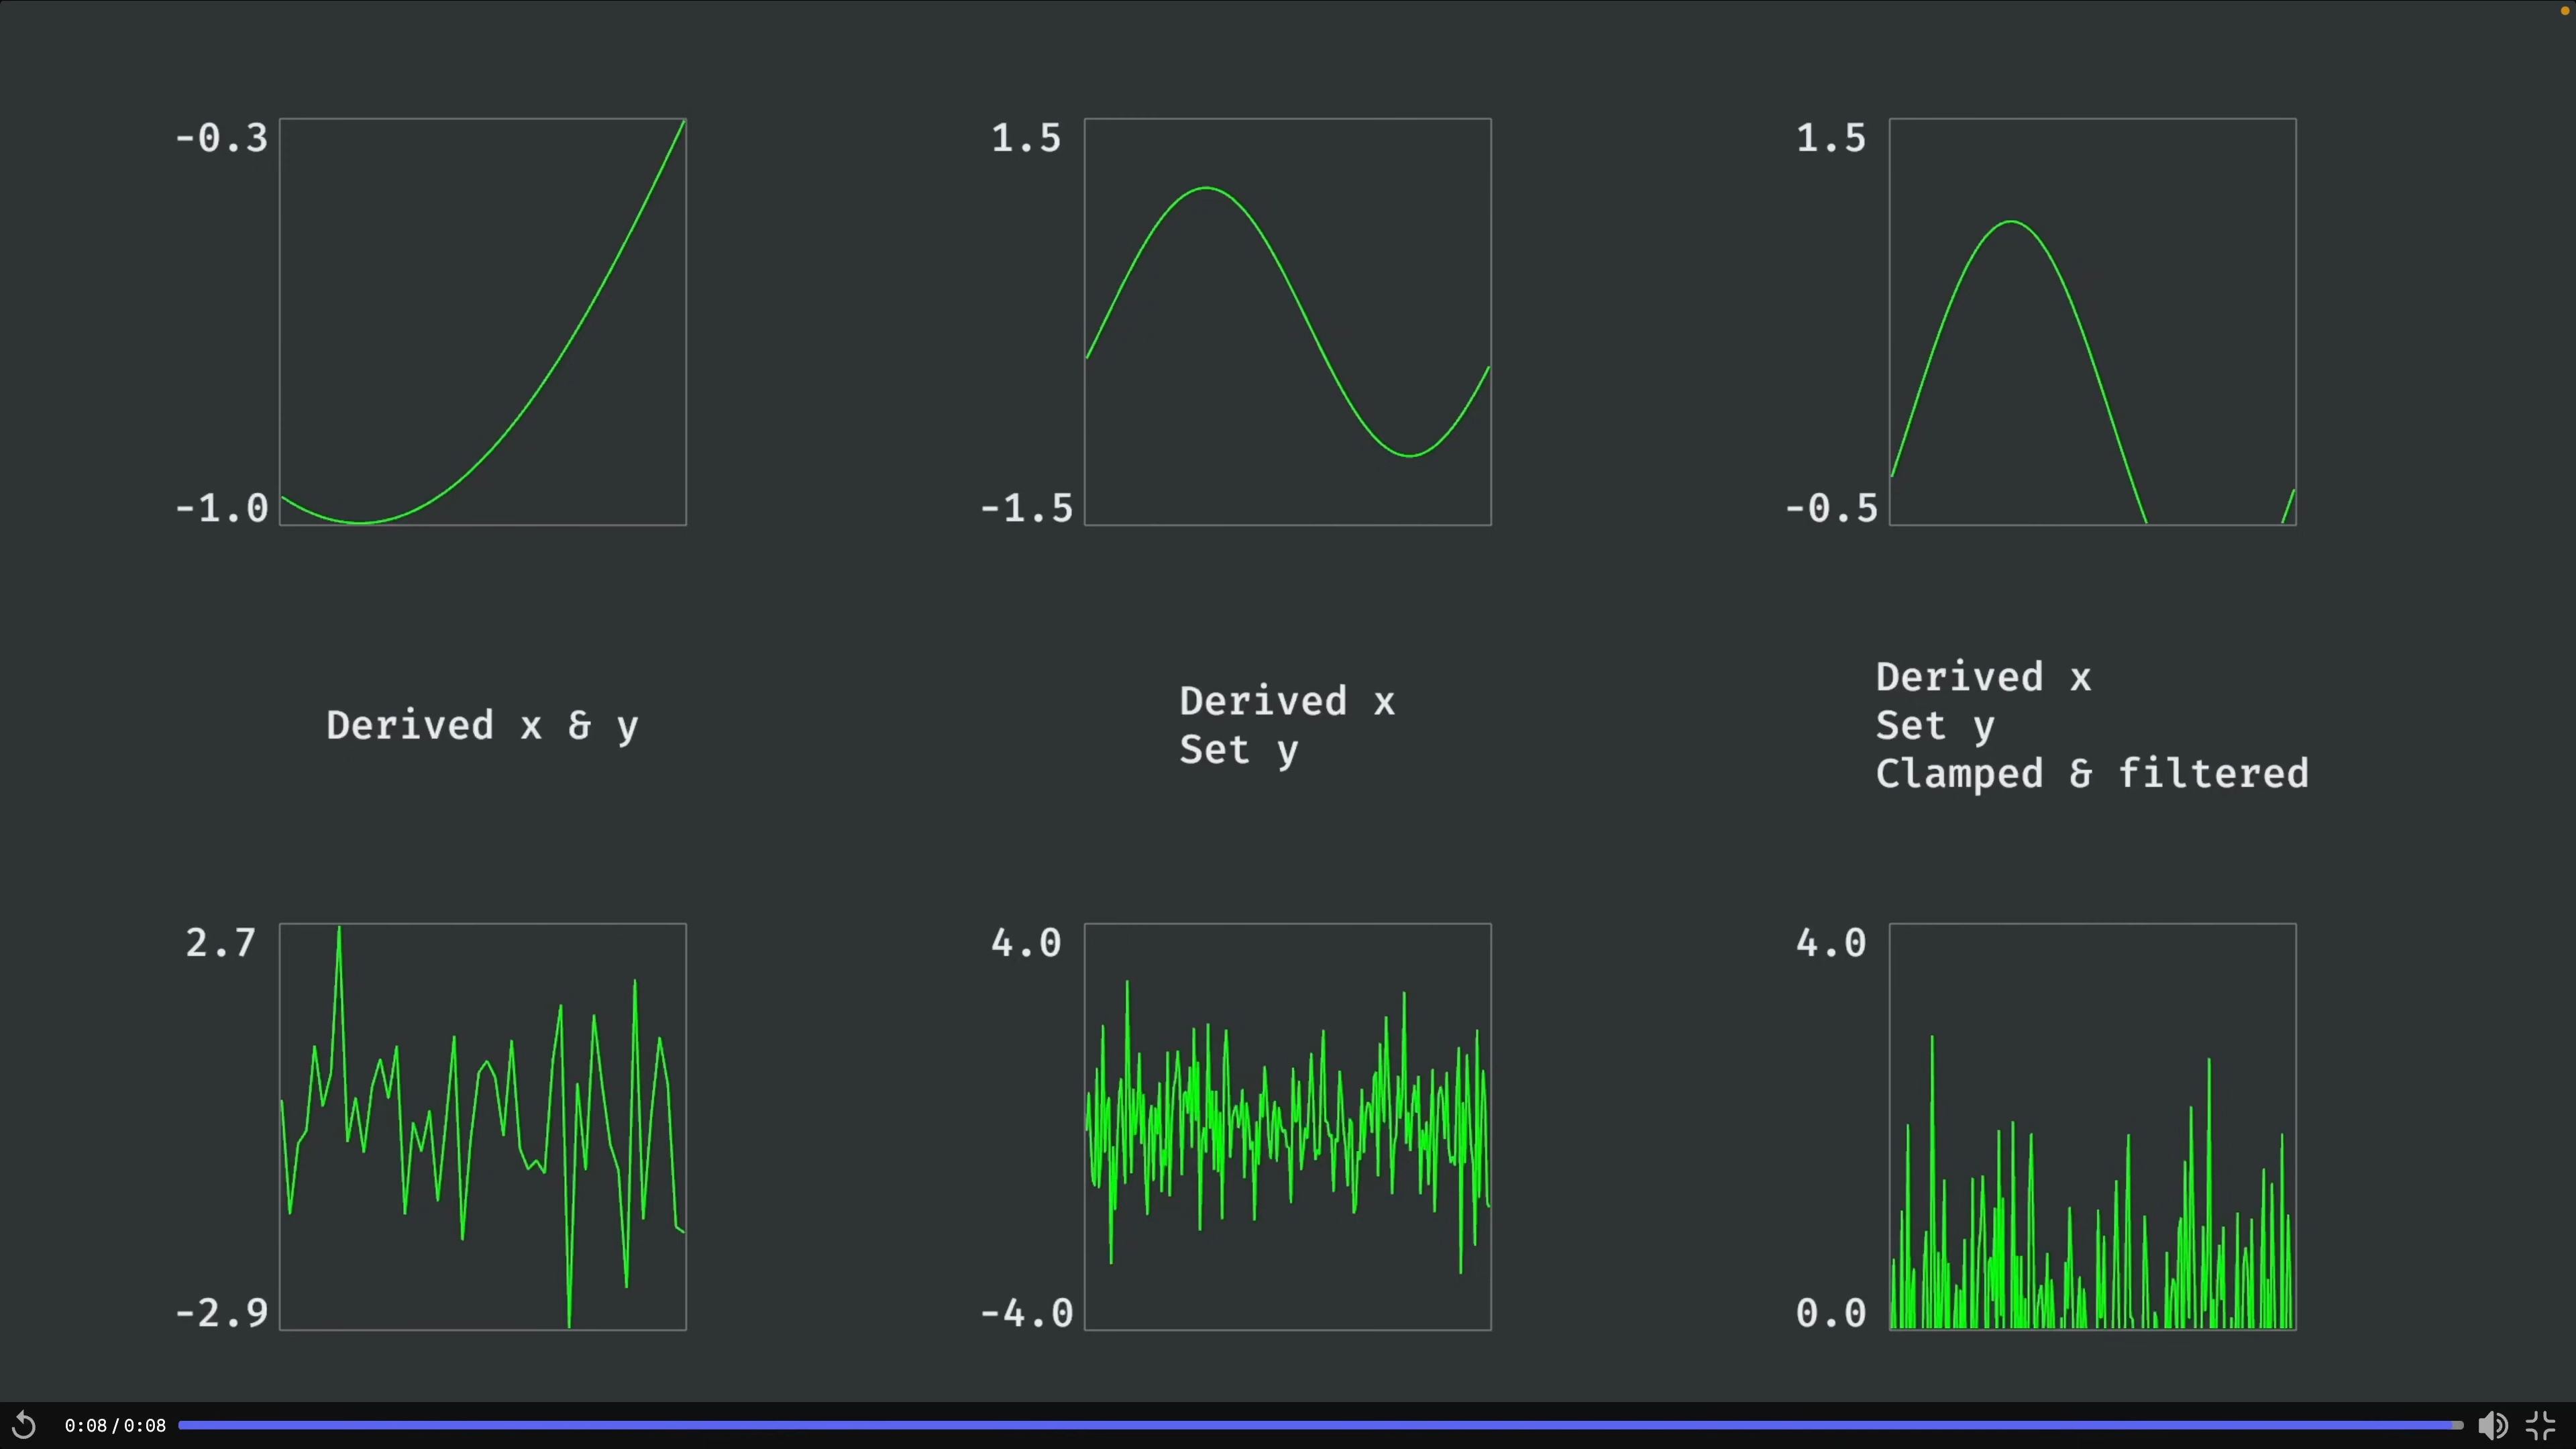 -0.3
-1.0
1.5
-1.5
1.5
-0.5
Derived x & y
Derived x
Set y
Derived x
Set y
Clamped & filtered
2.7
-2.9
4.0
-4.0
4.0
0.0
0:08 / 0:08